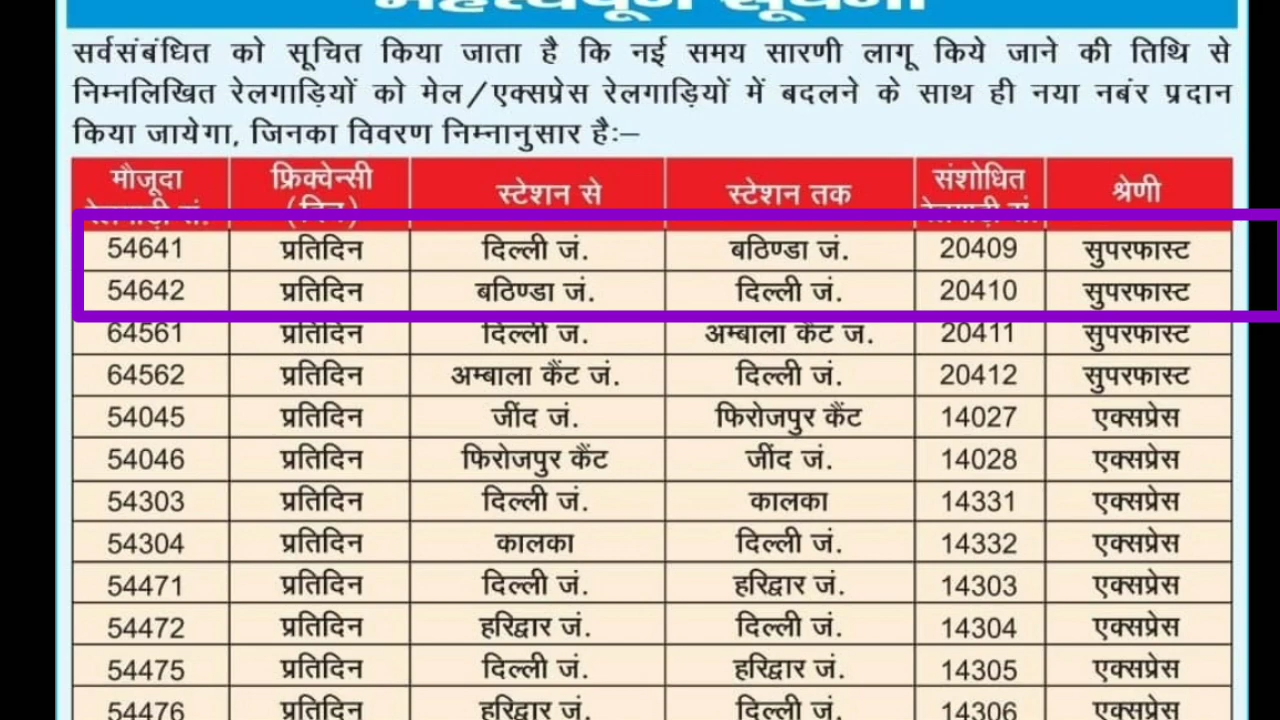 सर्वसंबंधित को सूचित किया जाता है कि नई समय सारणी लागू किये जाने की तिथि से
निम्नलिखित रेलगाड़ियों को मेल/एक्सप्रेस रेलगाड़ियों में बदलने के साथ ही नया नबंर प्रदान
किया जायेगा, जिनका विवरण निम्नानुसार है:–
मौजूदा फ्रिक्वेन्सी स्टेशन से स्टेशन तक संशोधित श्रेणी
54641 प्रतिदिन दिल्ली जं. बठिण्डा जं. 20409 सुपरफास्ट
54642 प्रतिदिन बठिण्डा जं. दिल्ली जं. 20410 सुपरफास्ट
64561 प्रतिदिन दिल्ली जं. अम्बाला कैंट जं. 20411 सुपरफास्ट
64562 प्रतिदिन अम्बाला कैंट जं. दिल्ली जं. 20412 सुपरफास्ट
54045 प्रतिदिन जींद जं. फिरोजपुर कैंट 14027 एक्सप्रेस
54046 प्रतिदिन फिरोजपुर कैंट जींद जं. 14028 एक्सप्रेस
54303 प्रतिदिन दिल्ली जं. कालका 14331 एक्सप्रेस
54304 प्रतिदिन कालका दिल्ली जं. 14332 एक्सप्रेस
54471 प्रतिदिन दिल्ली जं. हरिद्वार जं. 14303 एक्सप्रेस
54472 प्रतिदिन हरिद्वार जं. दिल्ली जं. 14304 एक्सप्रेस
54475 प्रतिदिन दिल्ली जं. हरिद्वार जं. 14305 एक्सप्रेस
54476 प्रतिदिन हरिद्वार जं. दिल्ली जं. 14306 एक्सप्रेस